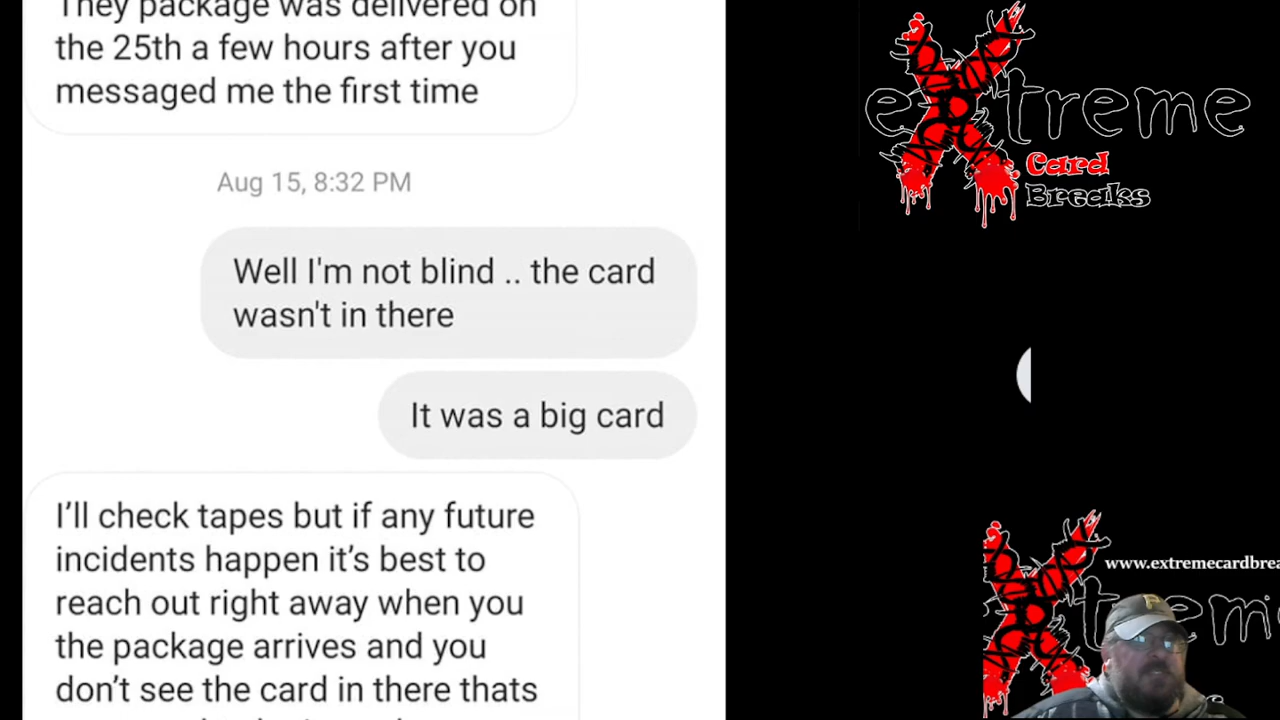 They package was delivered on
the 25th a few hours after you
messaged me the first time
Aug 15, 8:32 PM
Well I'm not blind .. the card
wasn't in there
It was a big card
I'll check tapes but if any future
incidents happen it's best to
reach out right away when you
the package arrives and you
don't see the card in there thats
eXtreme
Card
Breaks
www.extremecardbrea
P